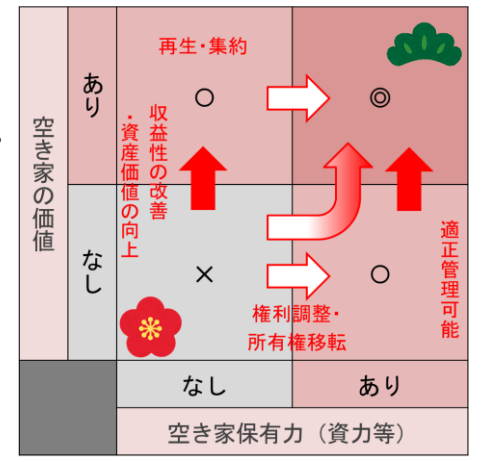 空き家の価値
あり
なし
再生・集約
○
◎
収益性の改善
・資産価値の向上
×
○
適正管理可能
権利調整・
所有権移転
なし
あり
空き家保有力（資力等）